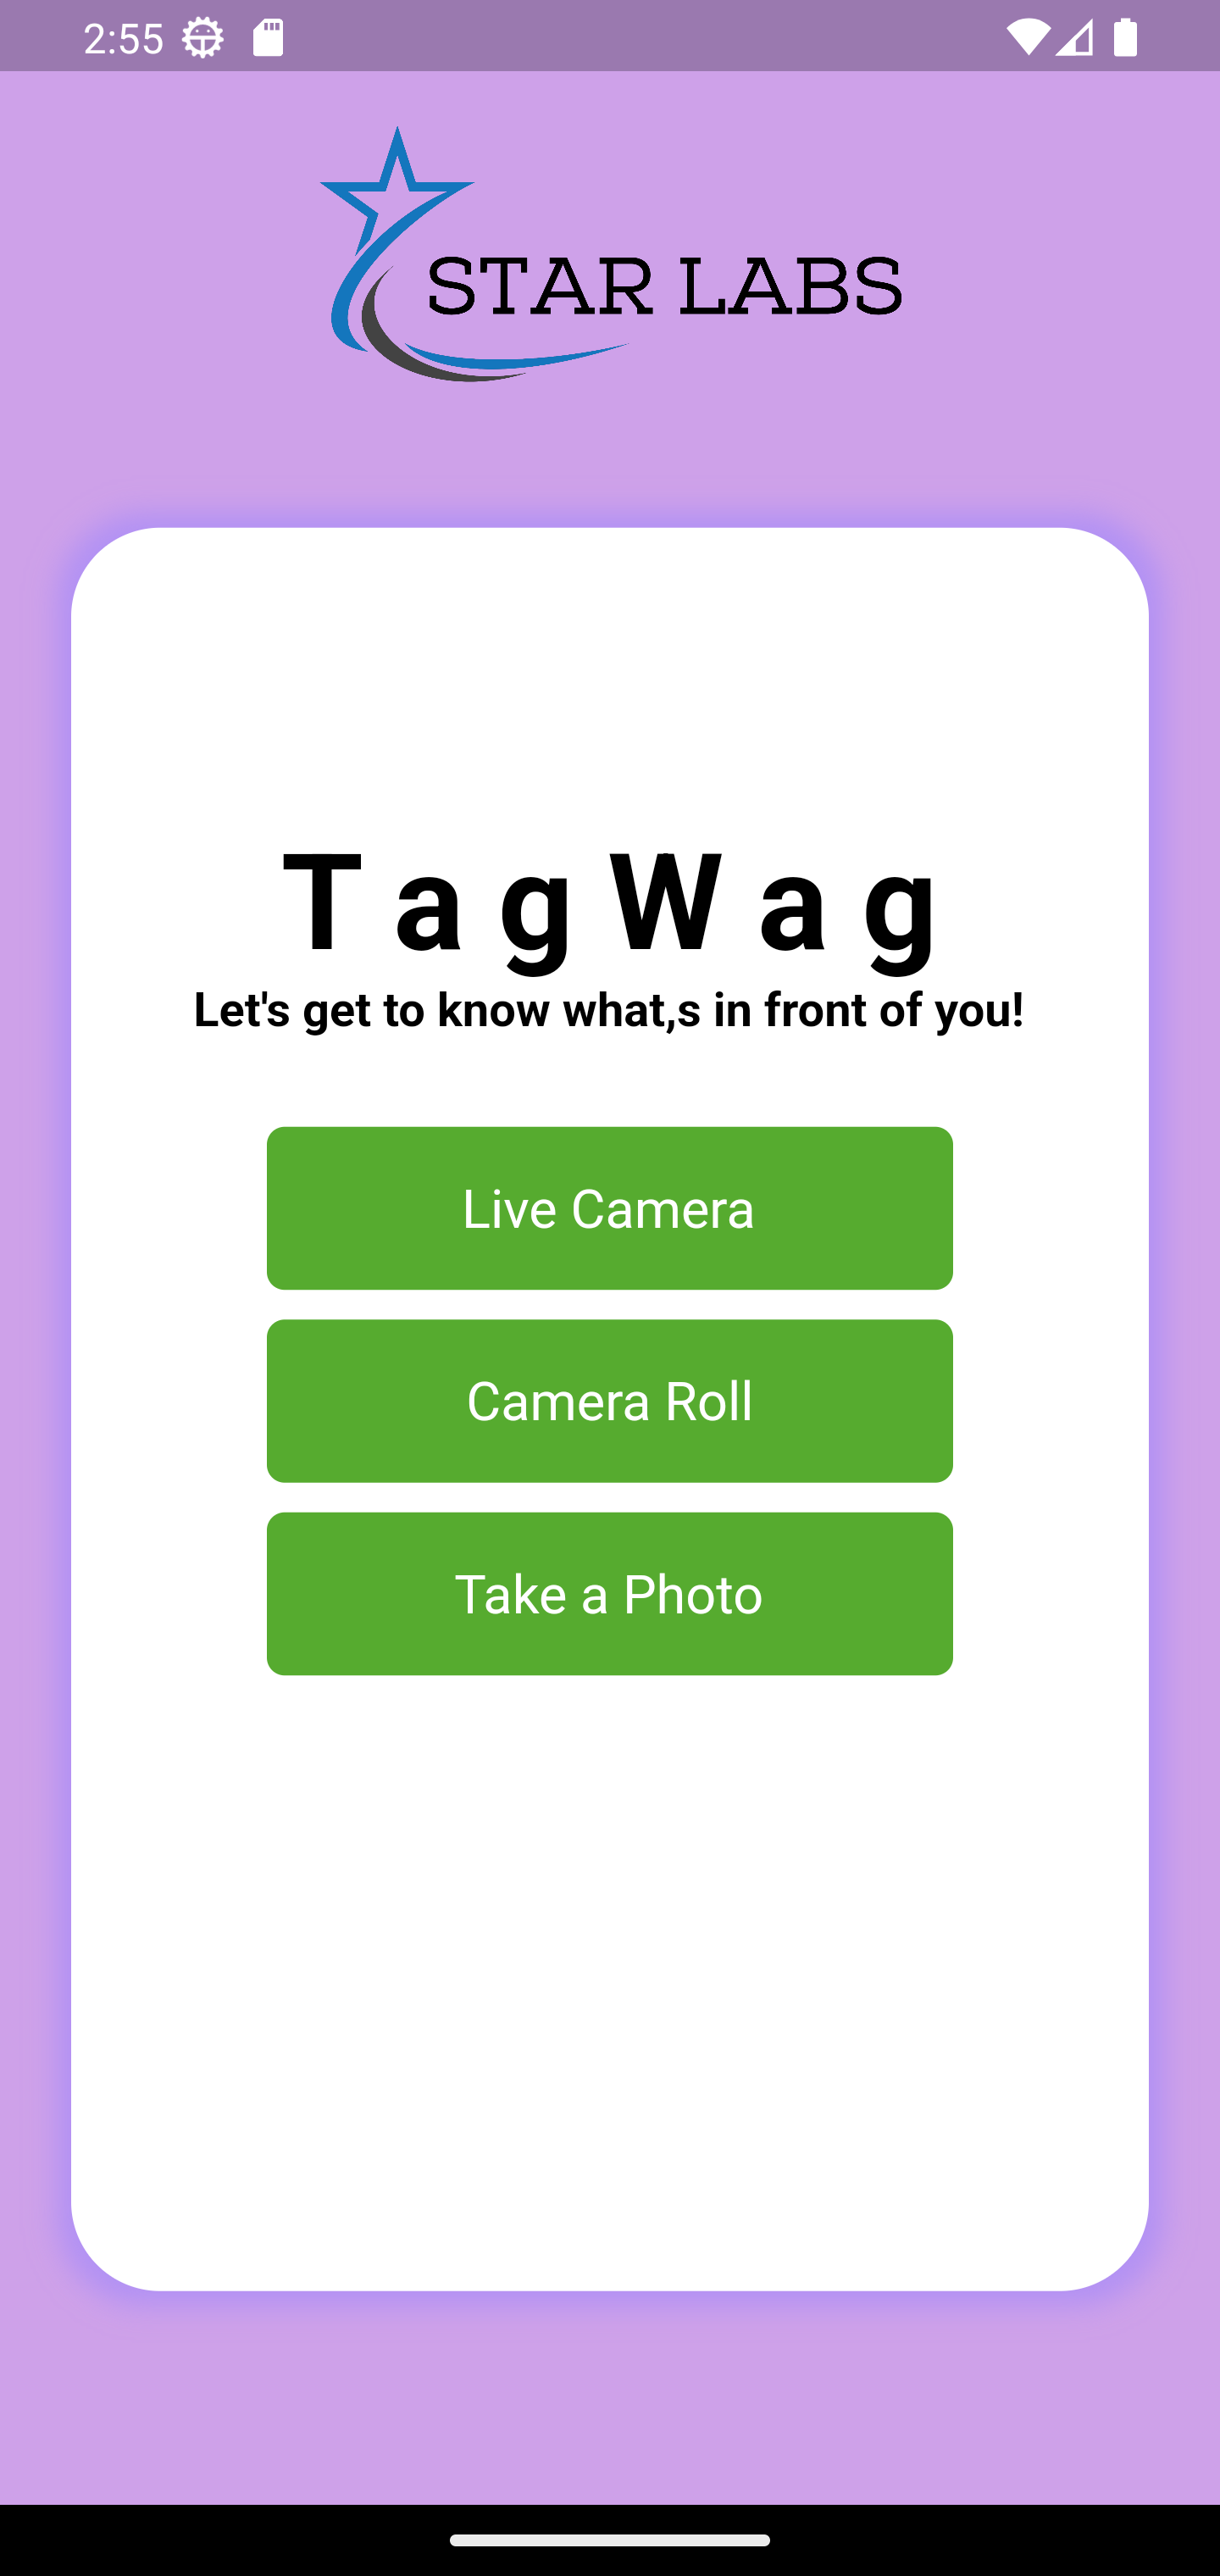 2:55
STAR LABS
TagWag
Let's get to know what,s in front of you!
Live Camera
Camera Roll
Take a Photo